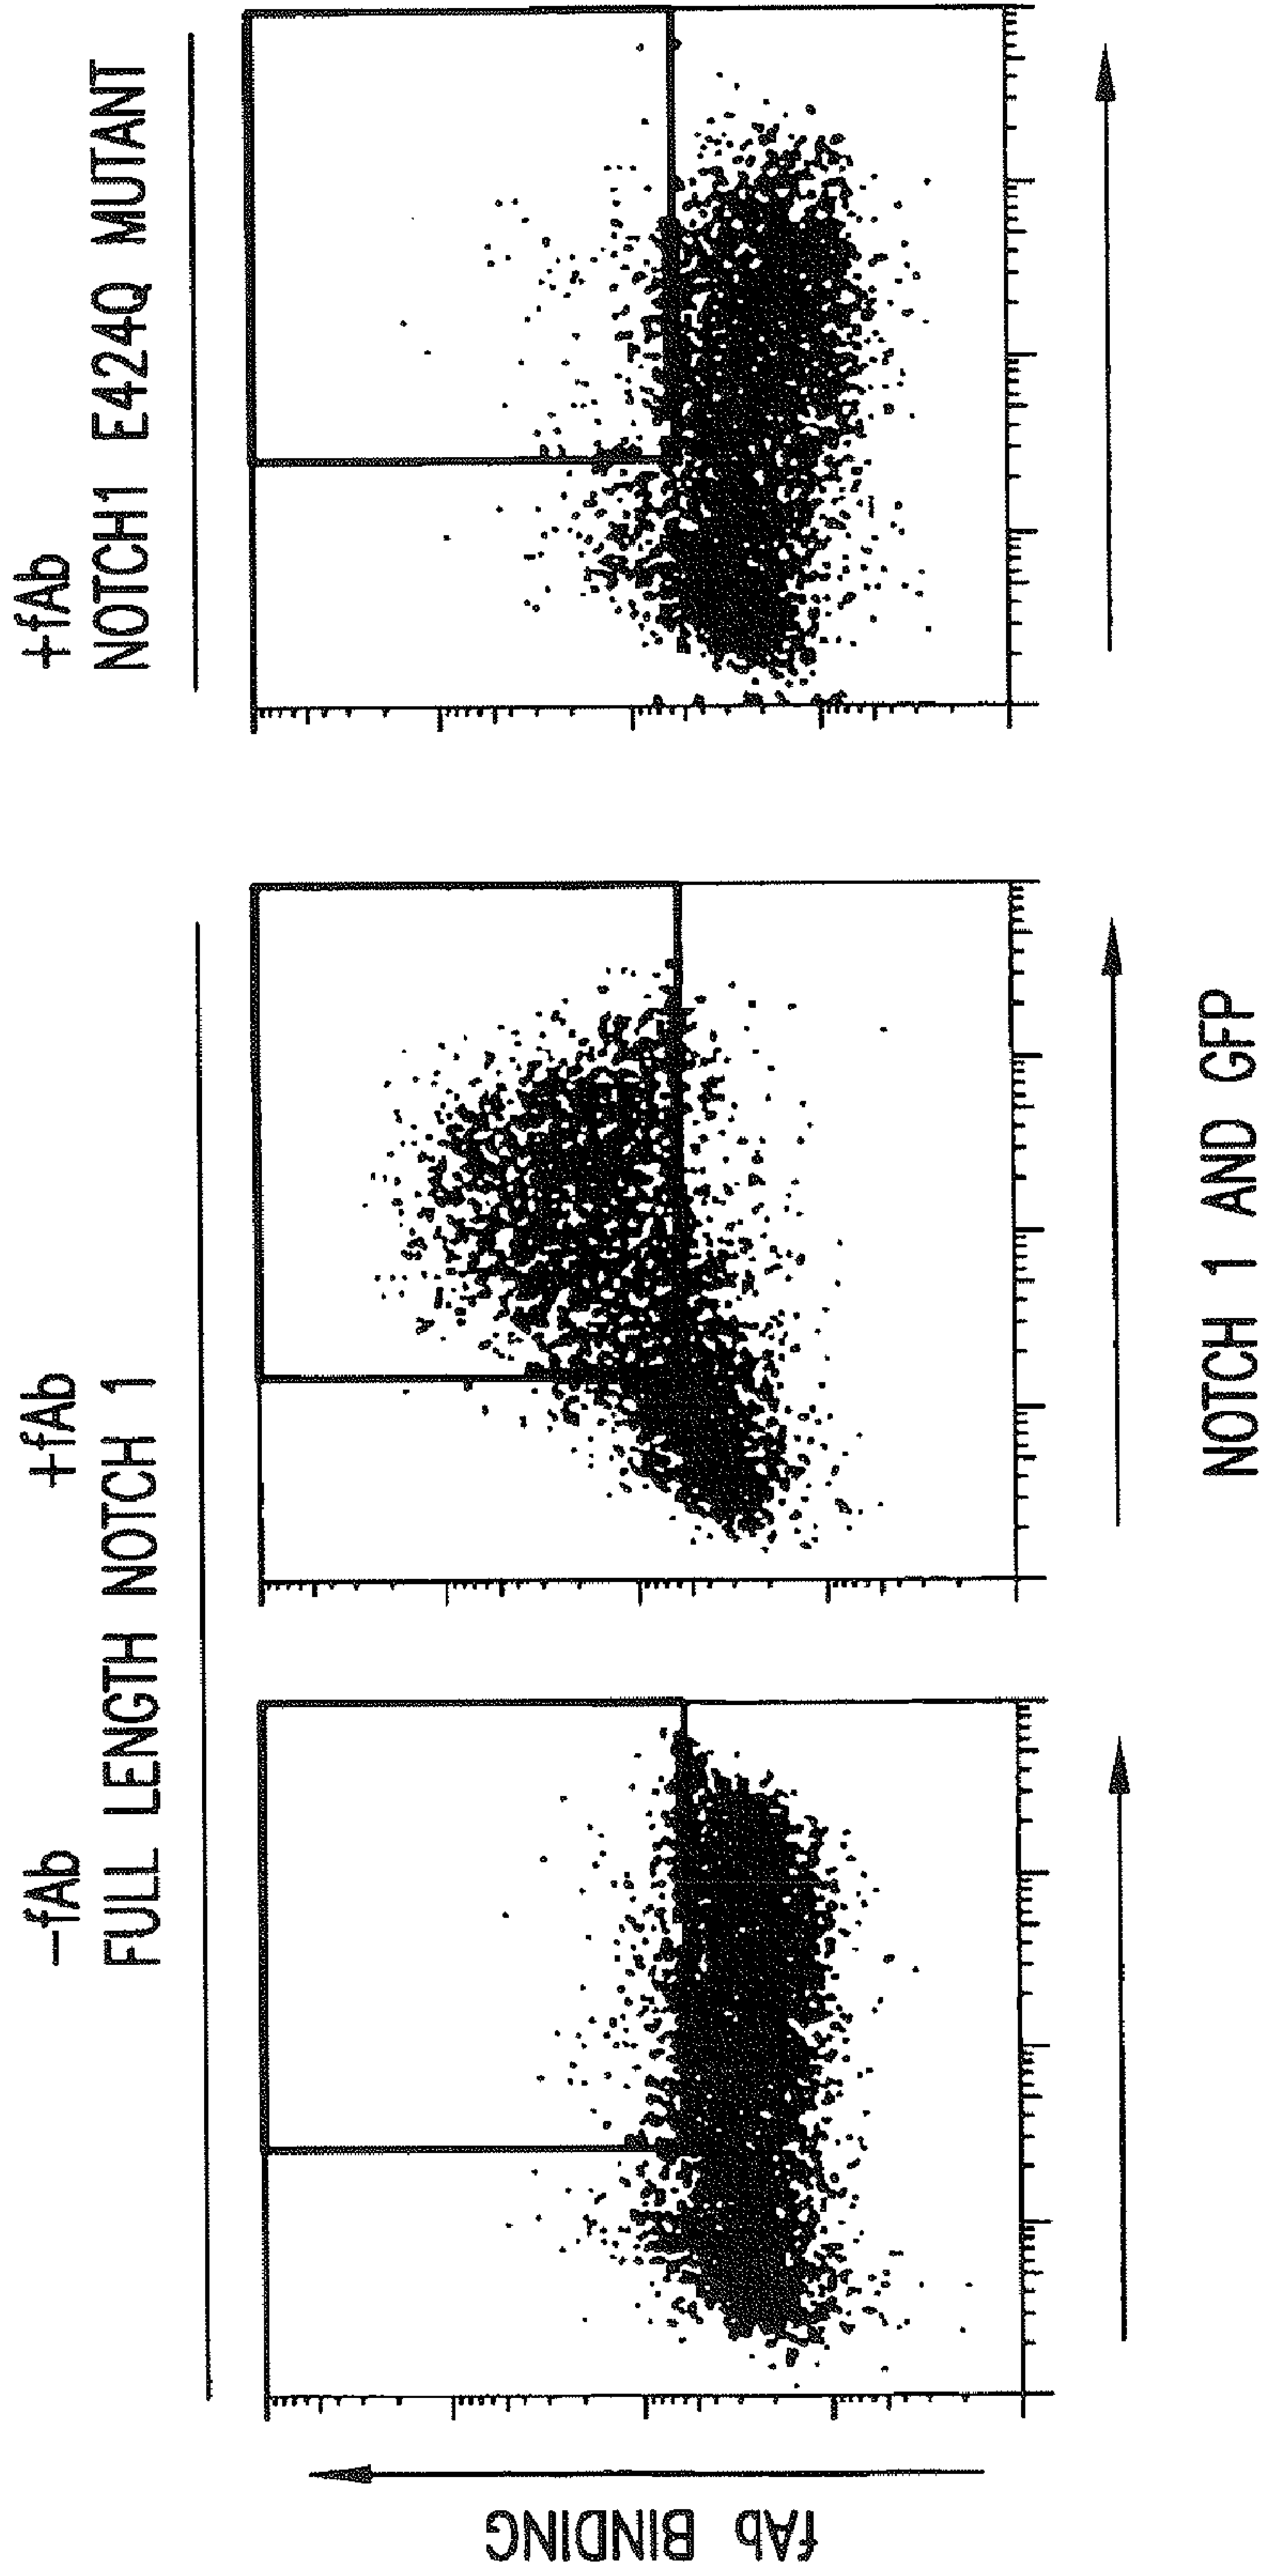 −fAb
+fAb
FULL LENGTH NOTCH 1
+fAb
NOTCH1 E424Q MUTANT
fAb BINDING
NOTCH 1 AND GFP